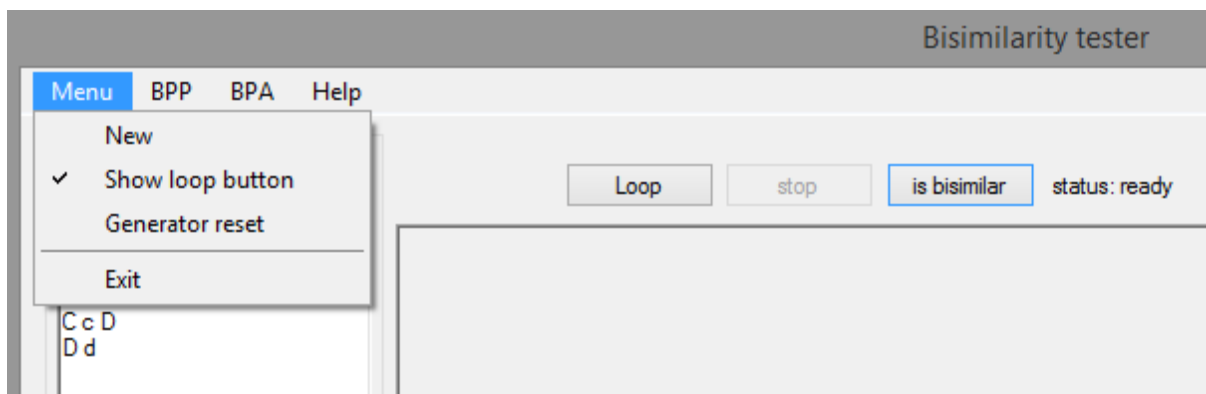 Bisimilarity tester
Menu BPP BPA Help
New
Show loop button
Generator reset
Exit
Loop stop is bisimilar status: ready
C c D
D d